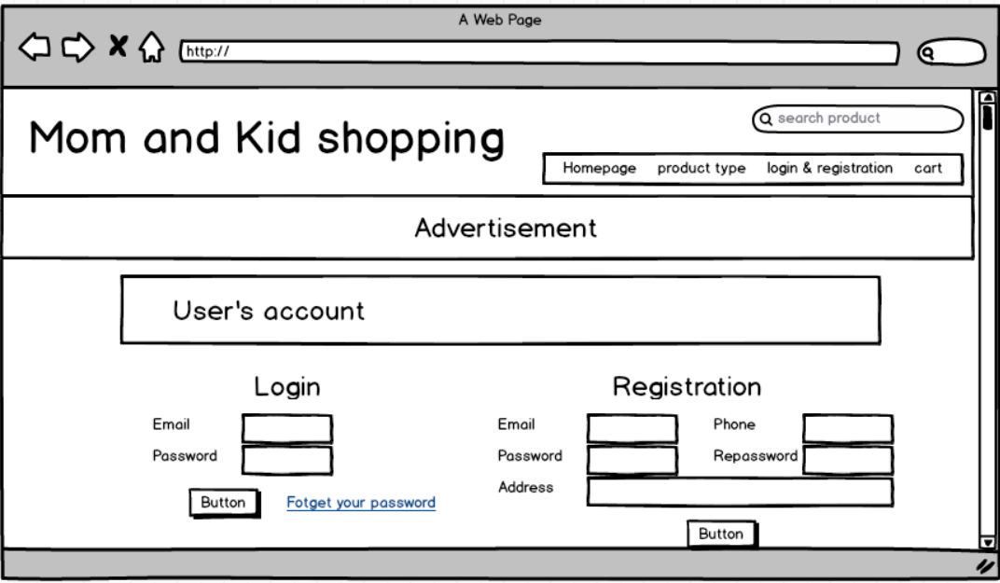 A Web Page
http://
Mom and Kid shopping
search product
Homepage product type login & registration cart
Advertisement
User's account
Login
Email
Password
Button Fotget your password
Registration
Email Phone
Password Repassword
Address
Button